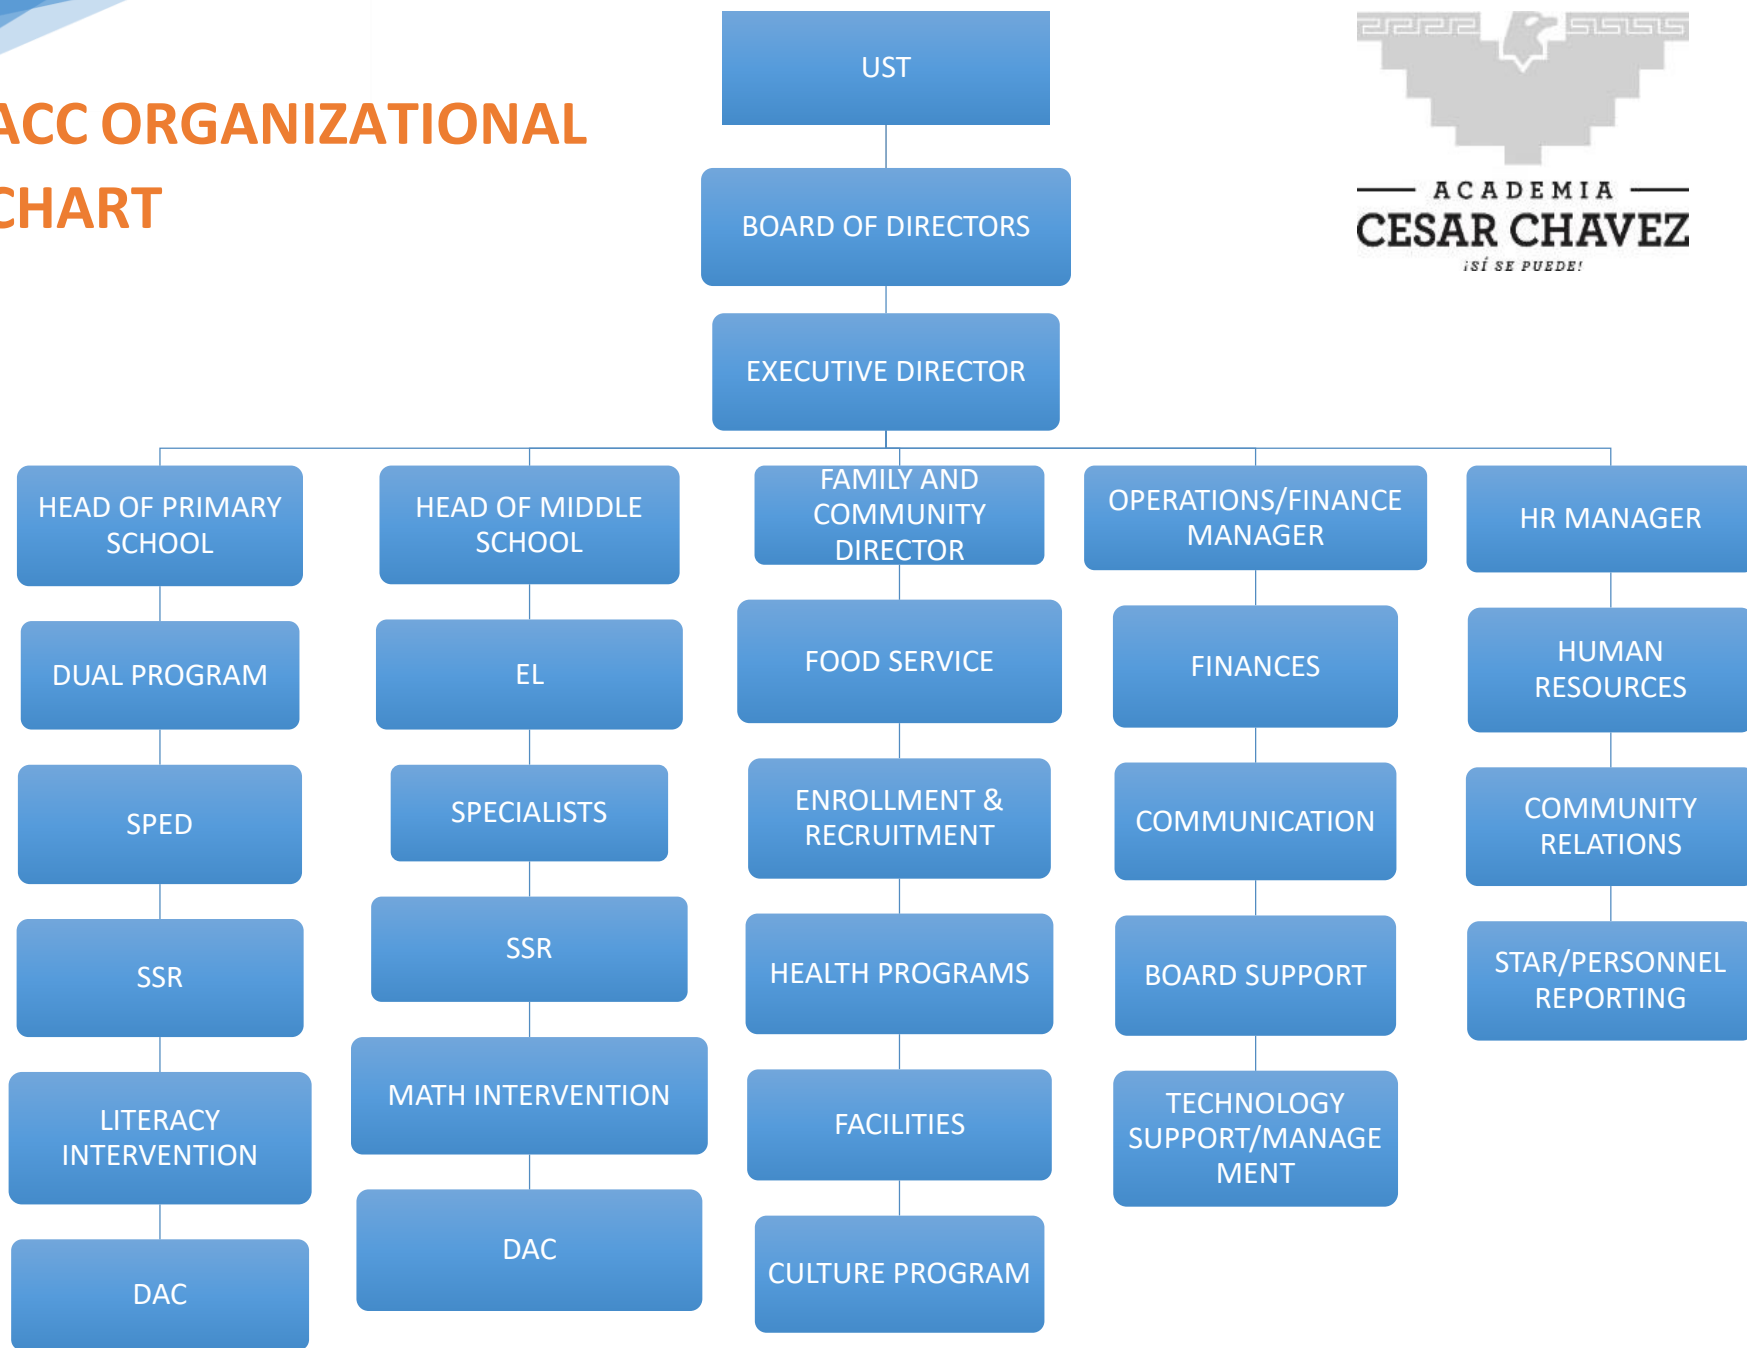 UST
ACC ORGANIZATIONAL
CHART
ACADEMIA
CESAR CHAVEZ
¡SÍ SE PUEDE!
BOARD OF DIRECTORS
EXECUTIVE DIRECTOR
HEAD OF PRIMARY
SCHOOL
DUAL PROGRAM
SPED
SSR
LITERACY
INTERVENTION
DAC
HEAD OF MIDDLE
SCHOOL
EL
SPECIALISTS
SSR
MATH INTERVENTION
DAC
FAMILY AND
COMMUNITY
DIRECTOR
FOOD SERVICE
ENROLLMENT &
RECRUITMENT
HEALTH PROGRAMS
FACILITIES
CULTURE PROGRAM
OPERATIONS/FINANCE
MANAGER
FINANCES
COMMUNICATION
BOARD SUPPORT
TECHNOLOGY
SUPPORT/MANAGE
MENT
HR MANAGER
HUMAN
RESOURCES
COMMUNITY
RELATIONS
STAR/PERSONNEL
REPORTING